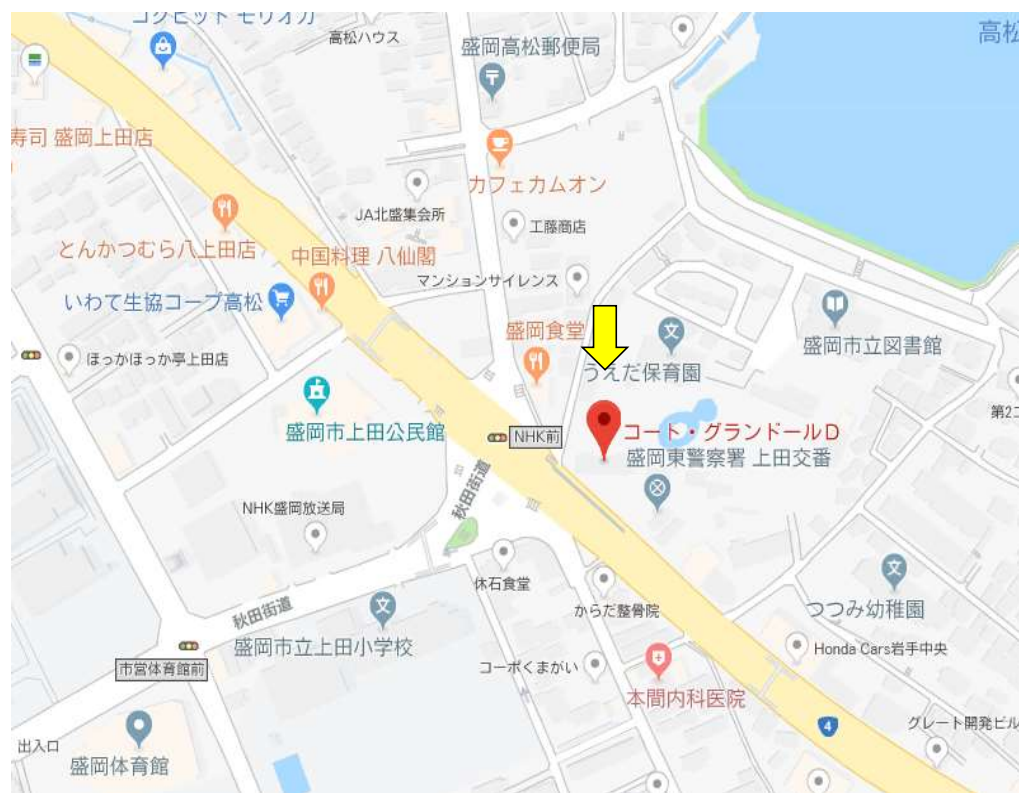 コクピット モリオカ
高松ハウス
盛岡高松郵便局
高松
寿司 盛岡上田店
カフェカムオン
JA北盛集会所
工藤商店
とんかつむら八上田店
中国料理 八仙閣
マンションサイレンス
いわて生協コープ高松
盛岡食堂
盛岡市立図書館
ほっかほっか亭上田店
うえだ保育園
第2コ
盛岡市上田公民館
NHK前
コート・グランドールD
盛岡東警察署 上田交番
秋田街道
NHK盛岡放送局
休石食堂
つつみ幼稚園
秋田街道
からだ整骨院
盛岡市立上田小学校
Honda Cars岩手中央
市営体育館前
コーポくまがい
本間内科医院
4
グレート開発ビル
出入口
盛岡体育館